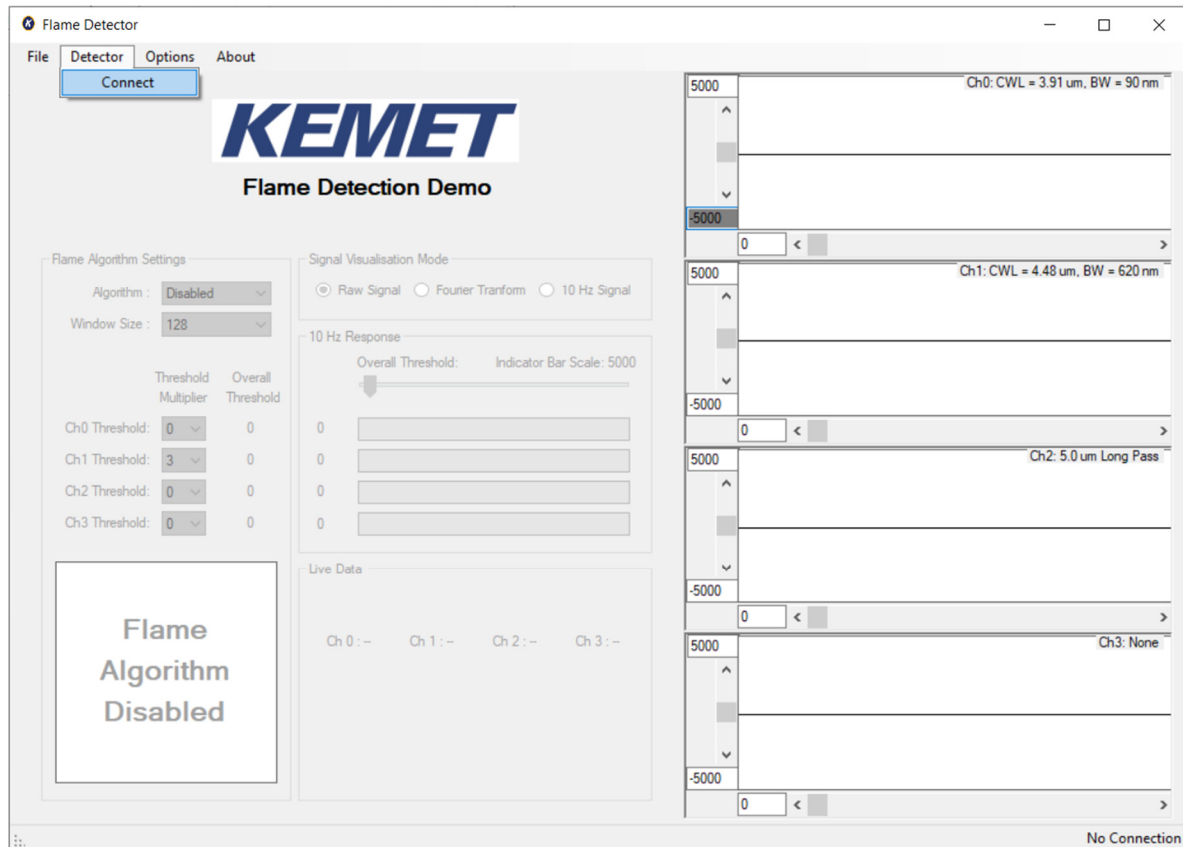 Flame Detector
File Detector Options About
Connect
KEMET
Flame Detection Demo
Flame Algorithm Settings
Algorithm : Disabled
Window Size : 128
Threshold Multiplier Overall Threshold
Ch0 Threshold: 0 0
Ch1 Threshold: 3 0
Ch2 Threshold: 0 0
Ch3 Threshold: 0 0
Flame
Algorithm
Disabled
Signal Visualisation Mode
Raw Signal Fourier Tranform 10 Hz Signal
10 Hz Response
Overall Threshold: Indicator Bar Scale: 5000
0
0
0
0
Live Data
Ch 0 : -- Ch 1 : -- Ch 2 : -- Ch 3 : --
5000 Ch0: CWL = 3.91 um, BW = 90 nm
-5000
0
5000 Ch1: CWL = 4.48 um, BW = 620 nm
-5000
0
5000 Ch2: 5.0 um Long Pass
-5000
0
5000 Ch3: None
-5000
0
No Connection